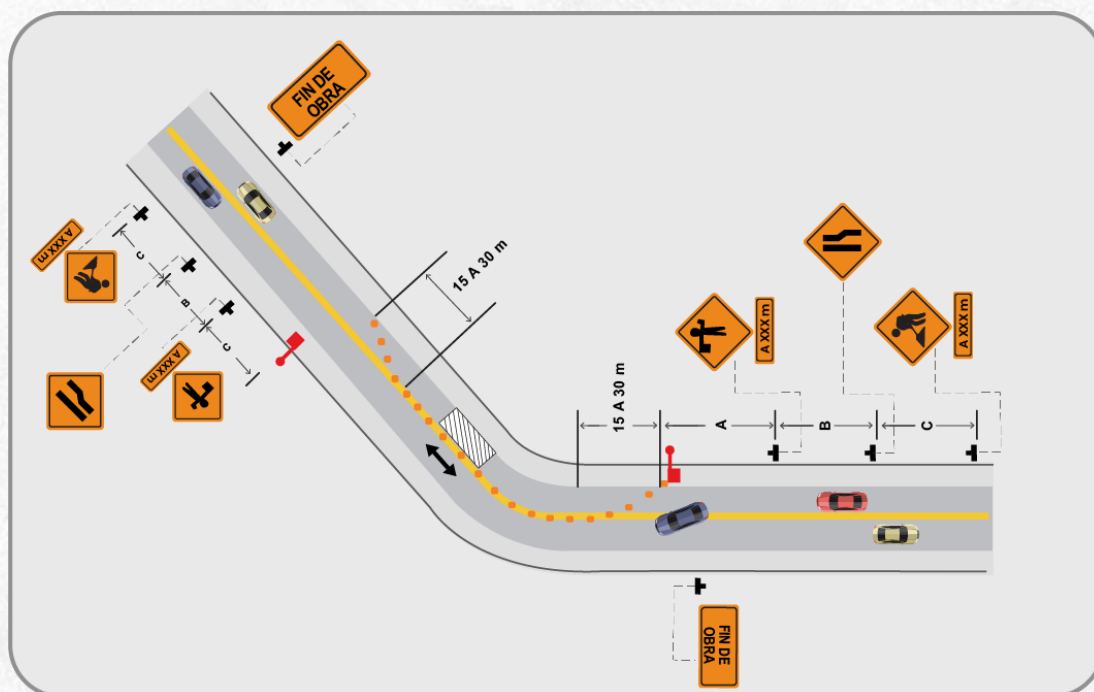 FIN DE
OBRA
A XXX m
C
B
C
A XXX m
15 A 30 m
A XXX m
A XXX m
15 A 30 m
A
B
C
FIN DE
OBRA